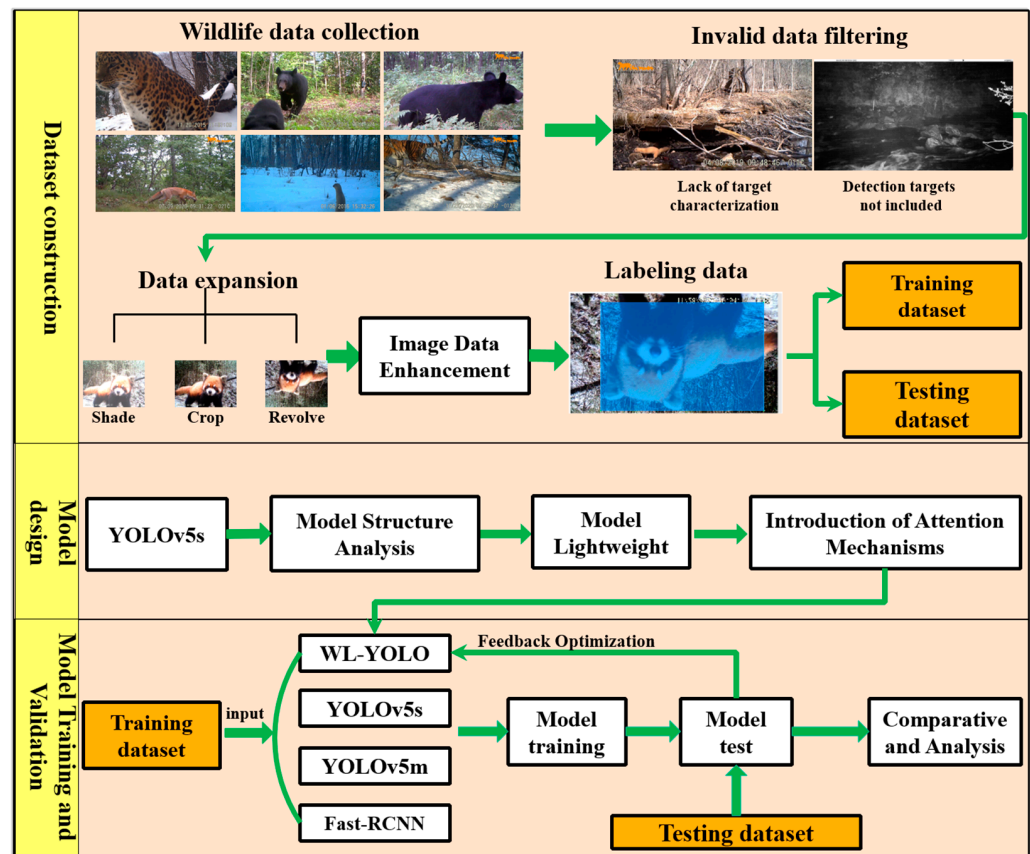 Dataset construction
Wildlife data collection
Invalid data filtering
Lack of target
characterization
Detection targets
not included
Data expansion
Shade
Crop
Revolve
Image Data
Enhancement
Labeling data
Training
dataset
Testing
dataset
Model
design
YOLOv5s
Model Structure
Analysis
Model
Lightweight
Introduction of Attention
Mechanisms
Model Training and
Validation
Training
dataset
input
WL-YOLO
YOLOv5s
YOLOv5m
Fast-RCNN
Feedback Optimization
Model
training
Model
test
Comparative
and Analysis
Testing dataset